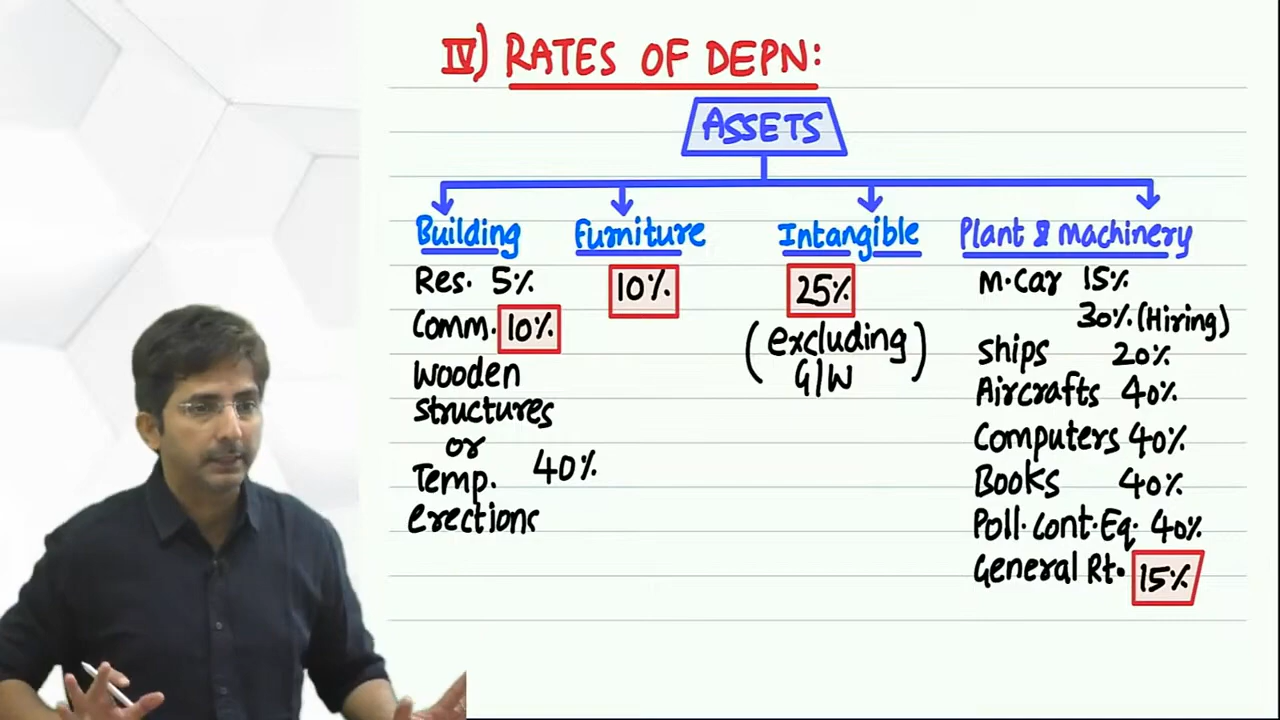 IV) RATES OF DEPN:
ASSETS
Building
Res. 5%
Comm. 10%
Wooden
structures
or
Temp. 40%
erections
Furniture
10%
Intangible
25%
(excluding
G/W)
Plant & machinery
M.Car 15%
30% (Hiring)
Ships 20%
Aircrafts 40%
Computers 40%
Books 40%
Poll. Cont. Eq. 40%
General Rt. 15%